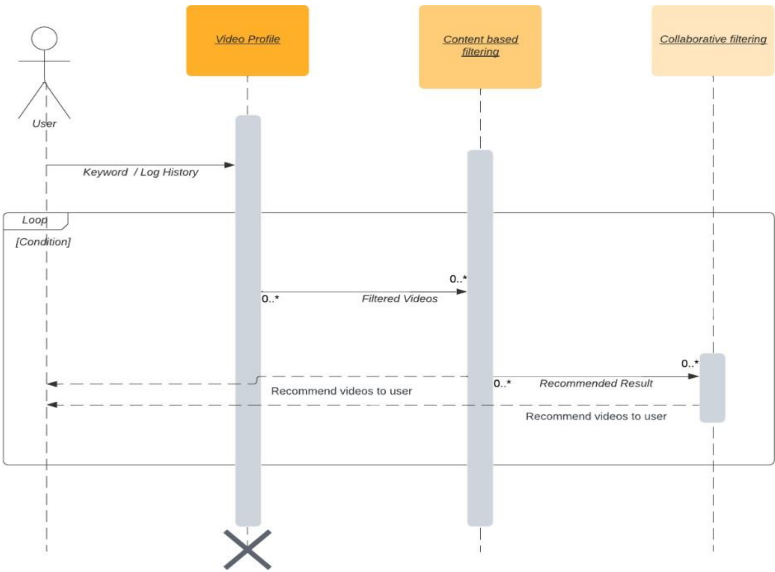 Video Profile
Content based
filtering
Collaborative filtering
User
Keyword / Log History
Loop
[Condition]
0..*
0..*
Filtered Videos
0..*
0..*
Recommended Result
Recommend videos to user
Recommend videos to user